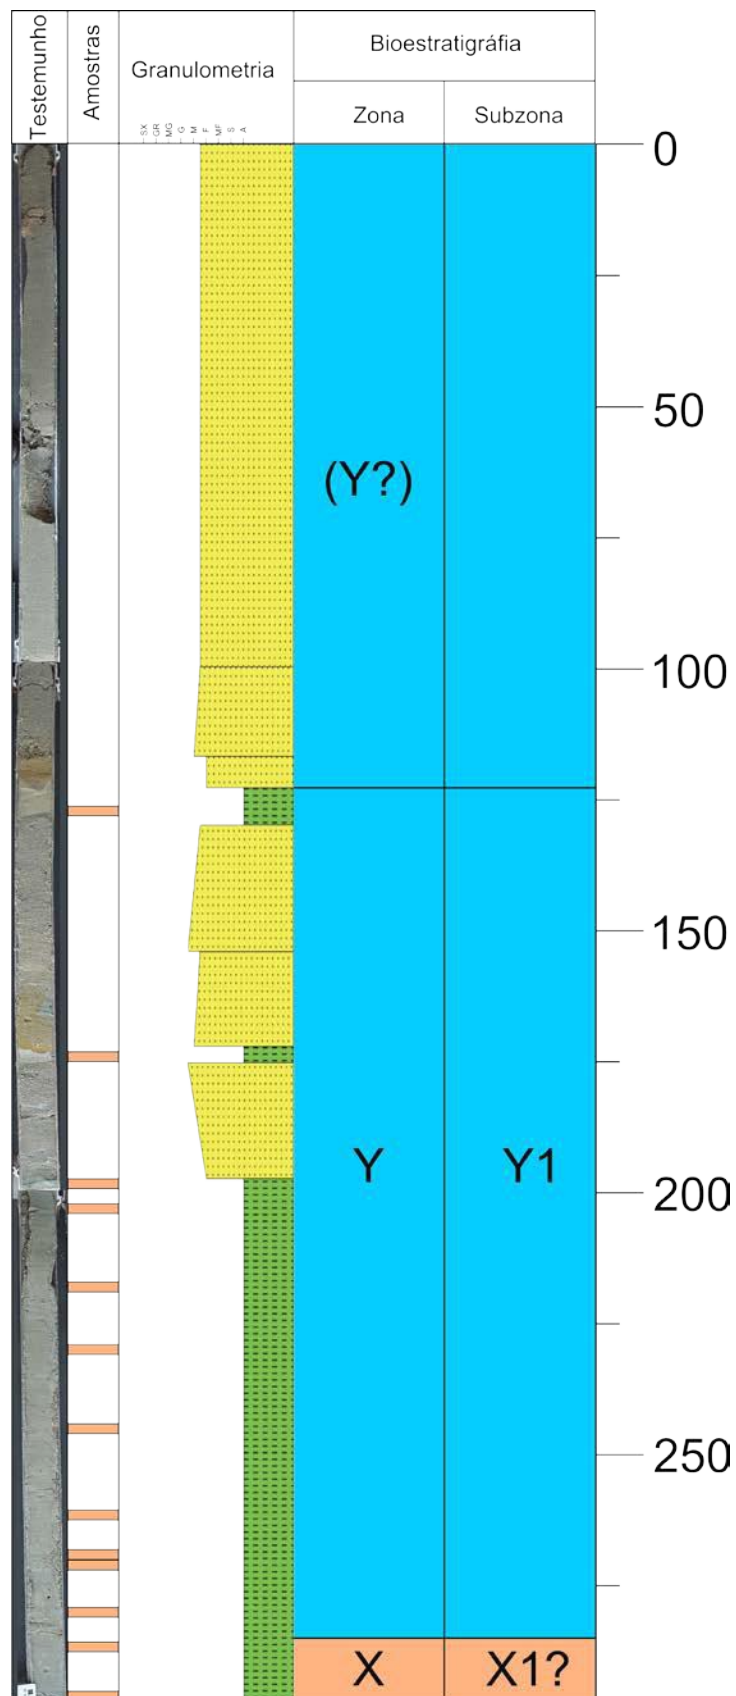 Testemunho
Amostras
Granulometria
Bioestratigráfia
Zona
Subzona
SX
GR
MG
G
M
F
MF
S
A
0
50
(Y?)
100
150
Y
Y1
200
250
X
X1?